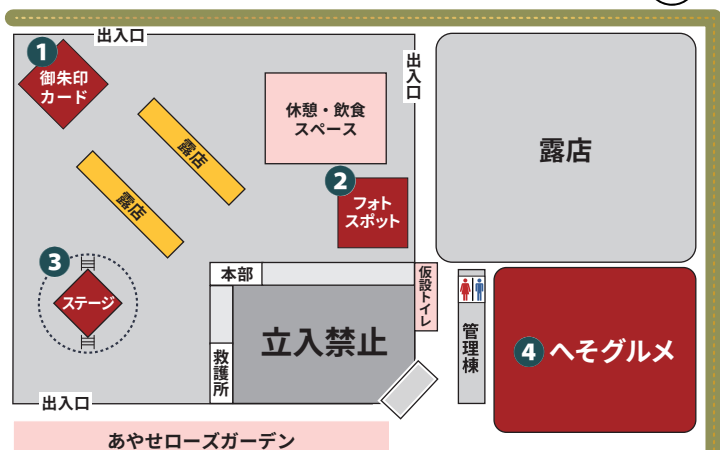 出入口
1
御朱印
カード
出入口
休憩・飲食
スペース
露店
露店
露店
2
フォト
スポット
3
ステージ
本部
仮設トイレ
立入禁止
救護所
管理棟
4 へそグルメ
出入口
あやせローズガーデン